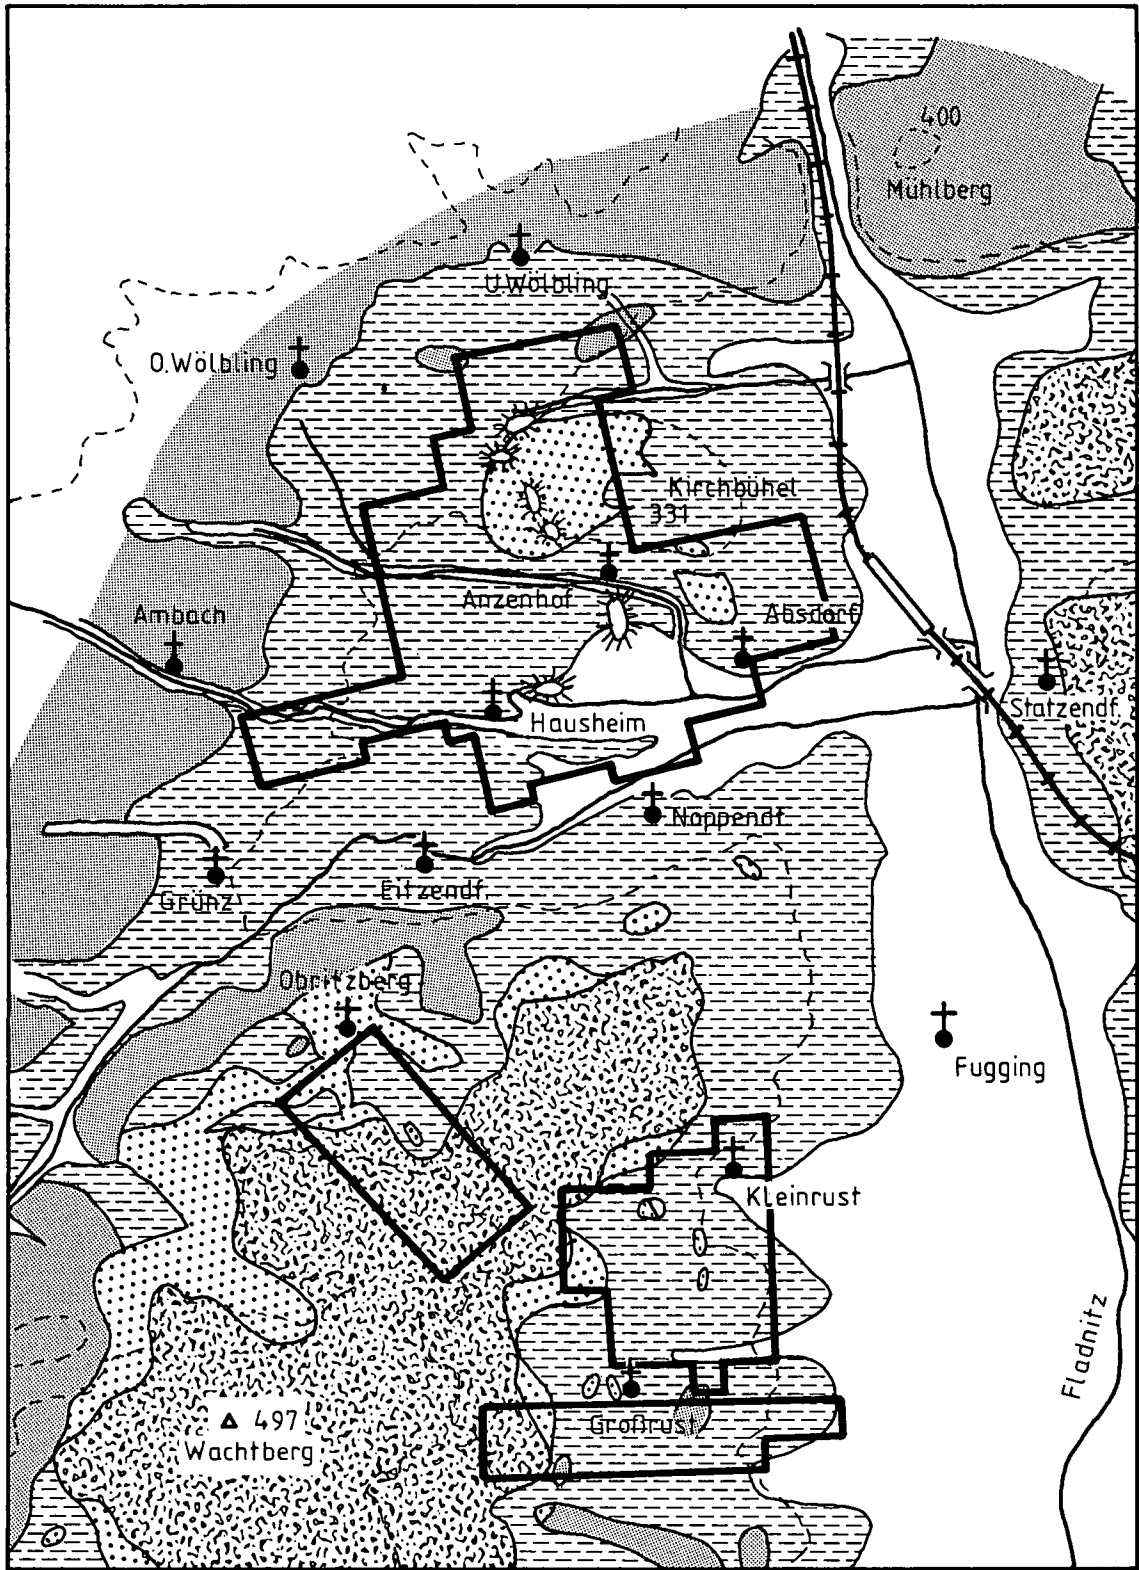 400
Mühlberg
U.Wölbling
O.Wölbling
Kirchbühel
331
Anzenhof
Absdorf
Ambach
Statzendf.
Hausheim
Noppendf.
Eitzendf.
Grünz
Obritzberg
Fugging
Kleinrust
Fladnitz
497
Wachtberg
Großrust